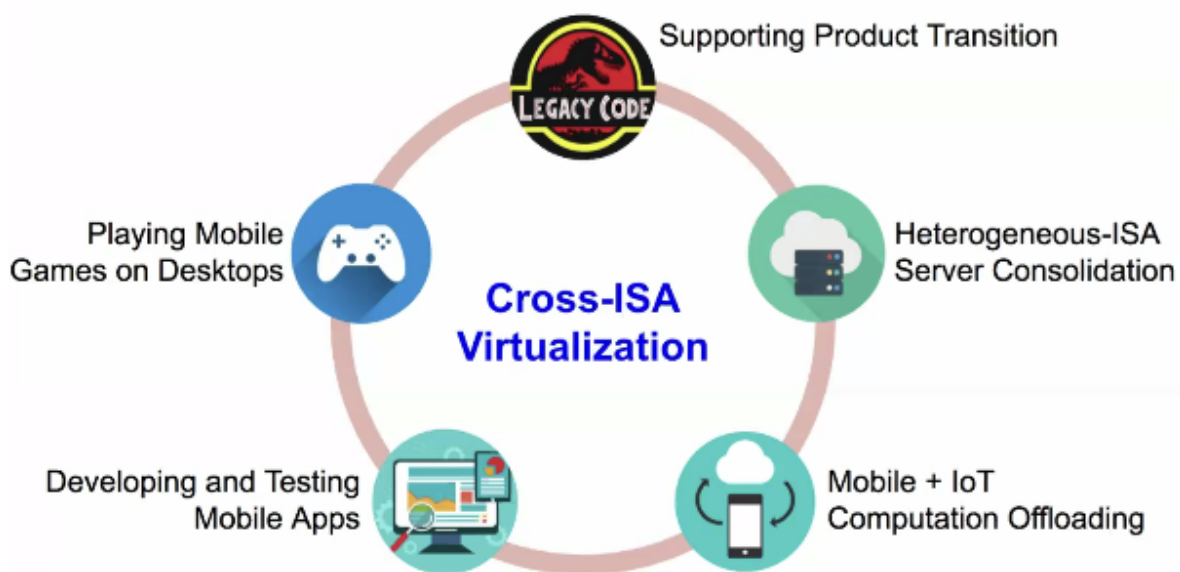 Supporting Product Transition
LEGACY CODE
Playing Mobile
Games on Desktops
Heterogeneous-ISA
Server Consolidation
Cross-ISA
Virtualization
Developing and Testing
Mobile Apps
Mobile + IoT
Computation Offloading